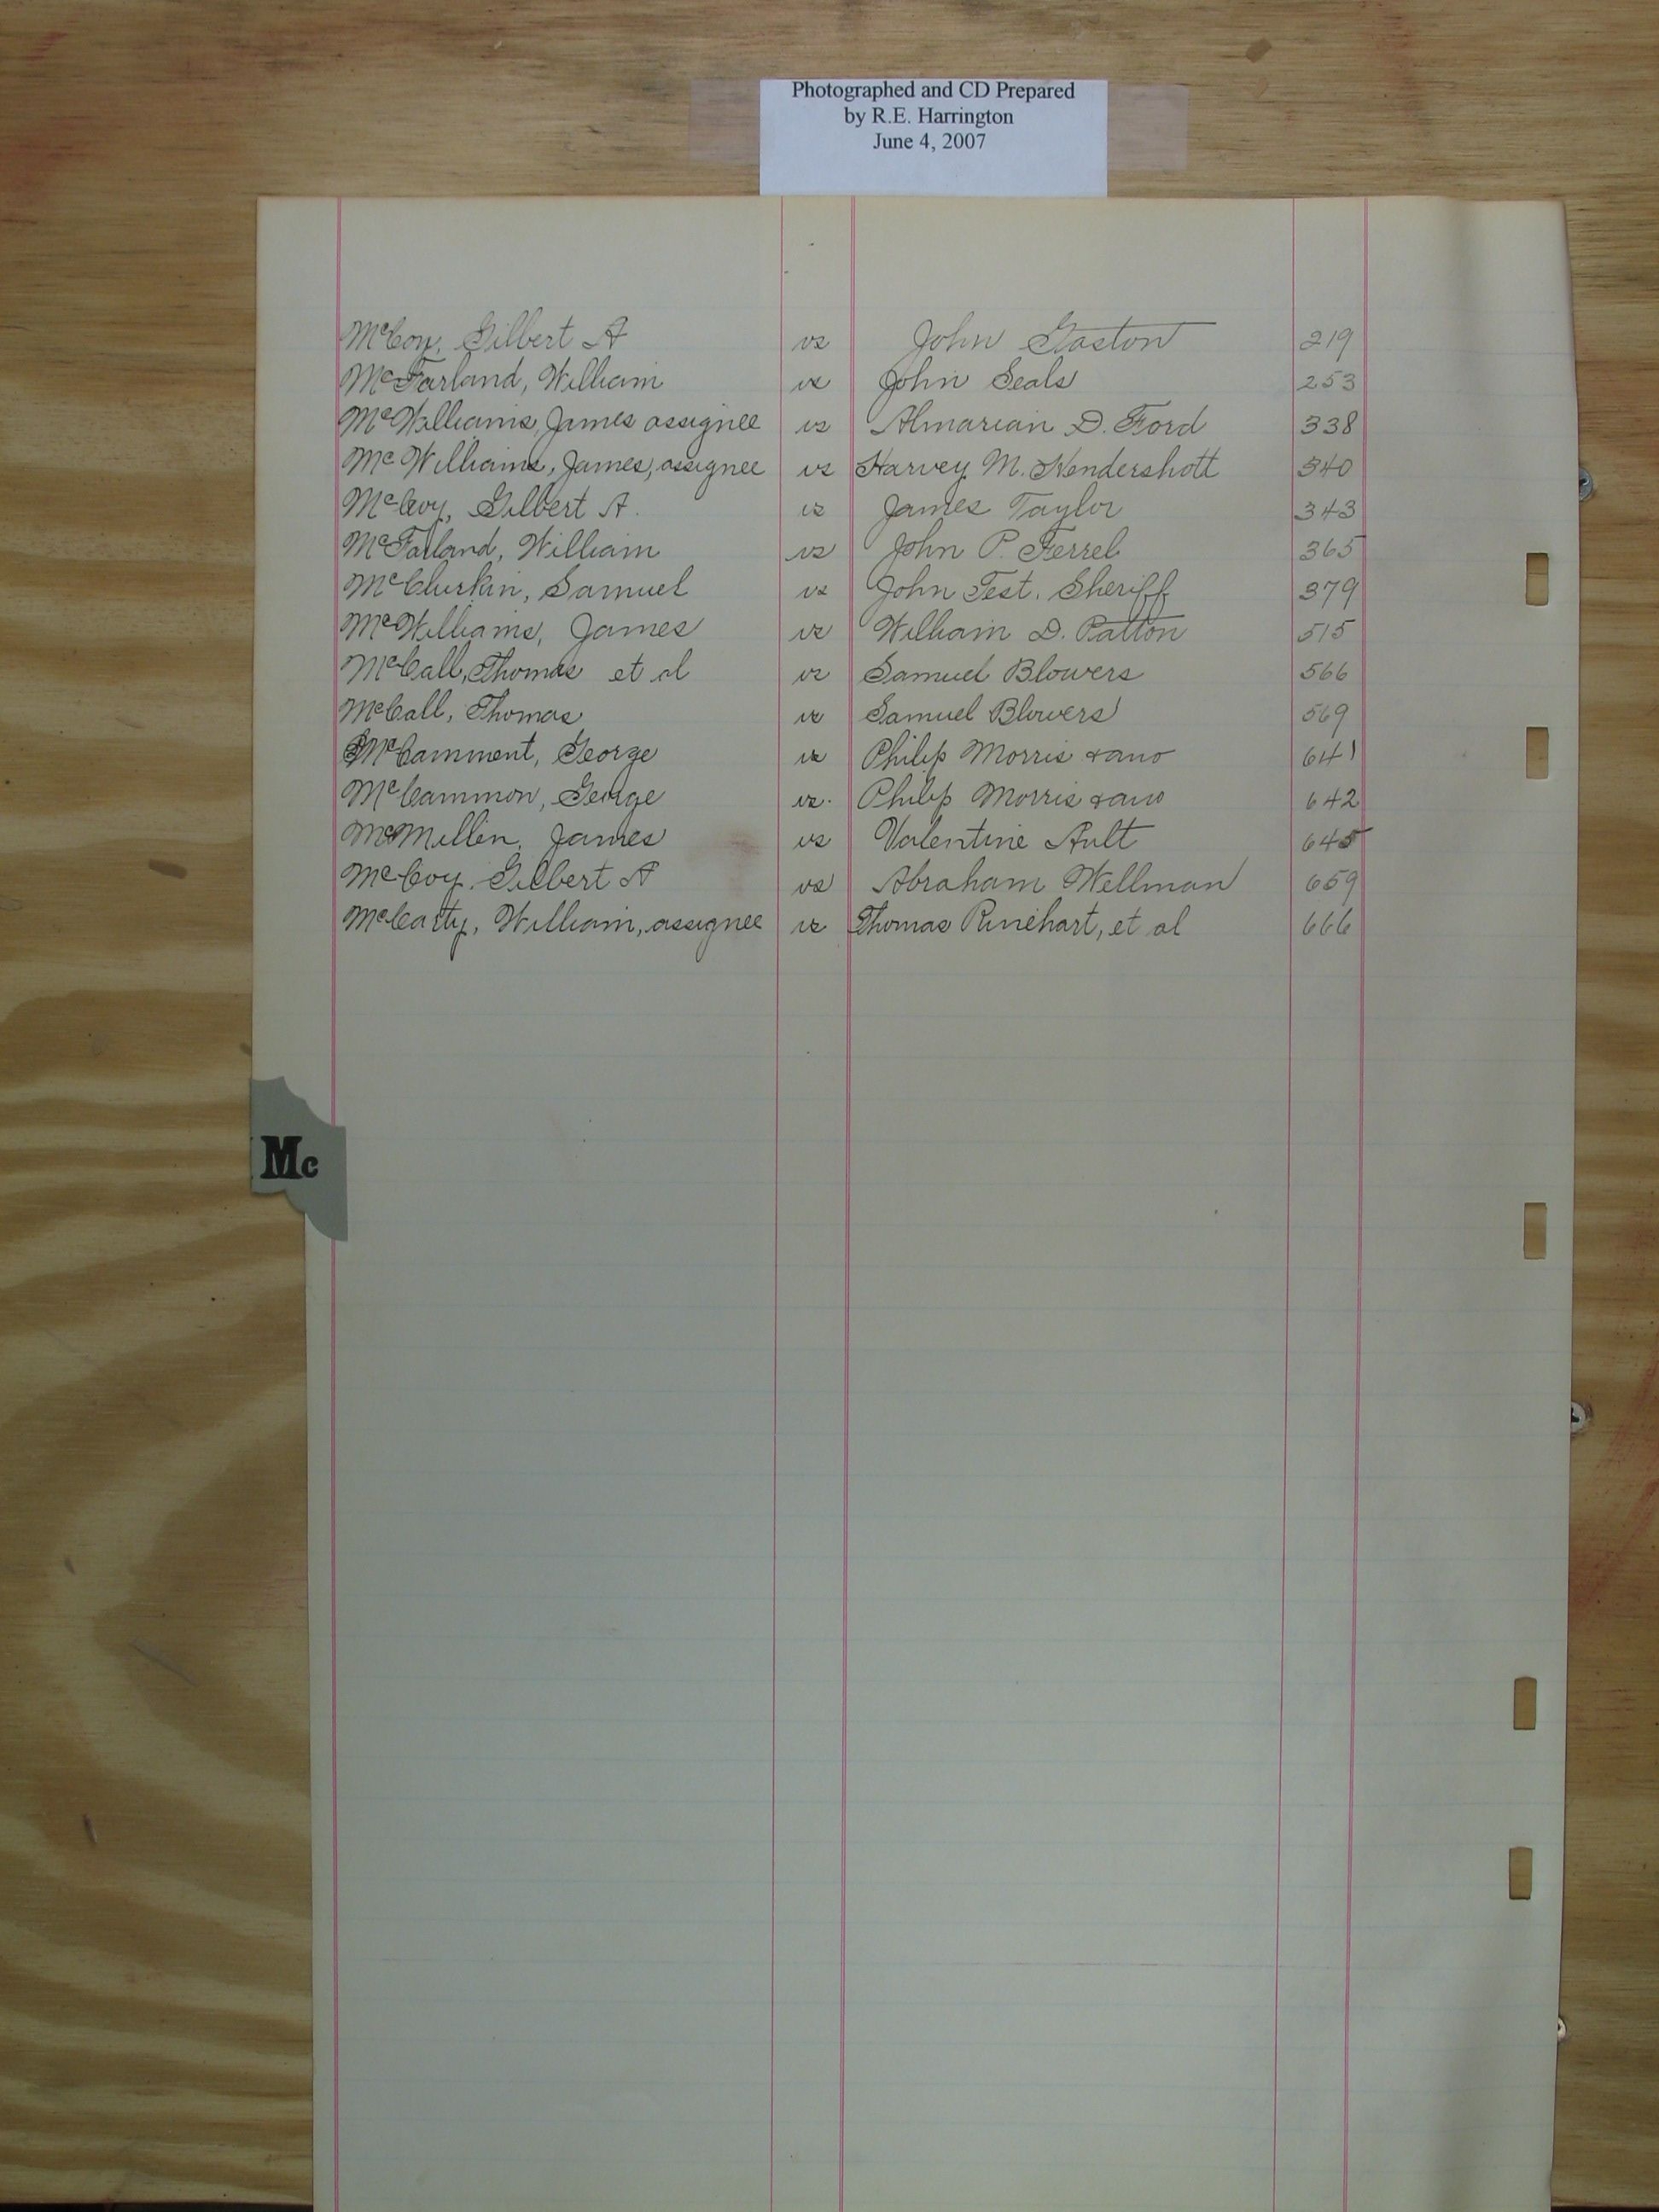 Photographed and CD Prepared
by R.E. Harrington
June 4, 2007
McCoy, Gilbert A vs John Gaston 219
McFarland, William vs John Seals 253
McWilliams, James assignee vs Almarian D. Ford 338
McWilliams, James, assignee vs Harvey M. Hendershott 340
McCoy, Gilbert A. vs James Taylor 343
McFarland, William vs John P. Ferrel 365
McClurkin, Samuel vs John Test. Sheriff 379
McWilliams, James vs William D. Patton 515
McCall, Thomas et al vs Samuel Blowers 566
McCall, Thomas vs Samuel Blowers 569
McCamment, George vs Philip Morris & ano 641
McCammon, George vs. Philip Morris & ano 642
McMillen, James vs Valentine Ault 645
McCoy, Gilbert A vs Abraham Wellman 659
McCarty, William, assignee vs Thomas Rinehart, et al 666
Mc